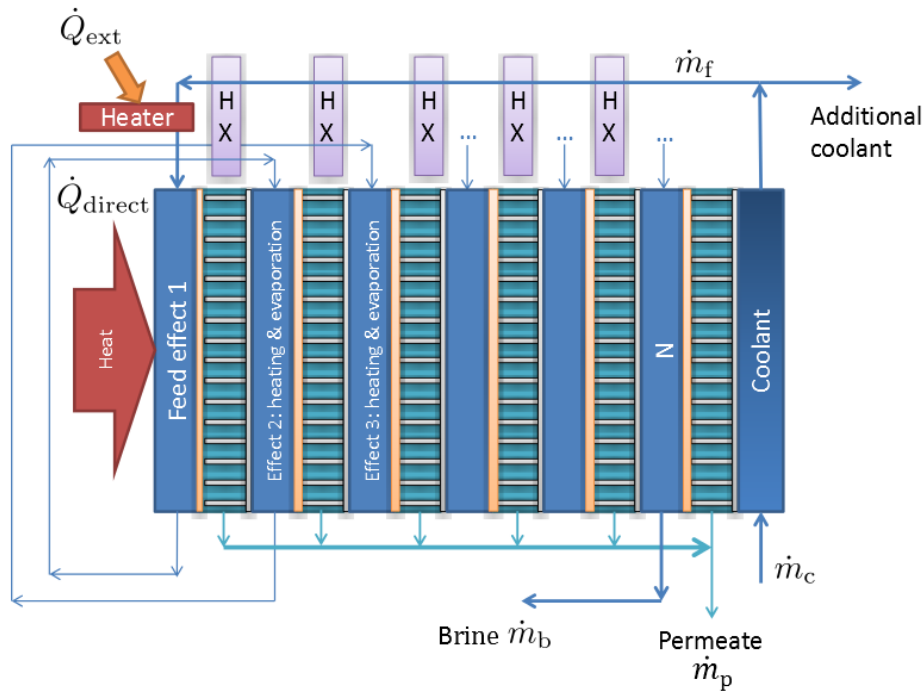 Q̇ext
ṁf
Heater
H
X
H
X
H
X
H
X
H
X
Additional
coolant
...
...
...
Q̇direct
Heat
Feed effect 1
Effect 2: heating & evaporation
Effect 3: heating & evaporation
N
Coolant
ṁc
Brine ṁb
Permeate
ṁp